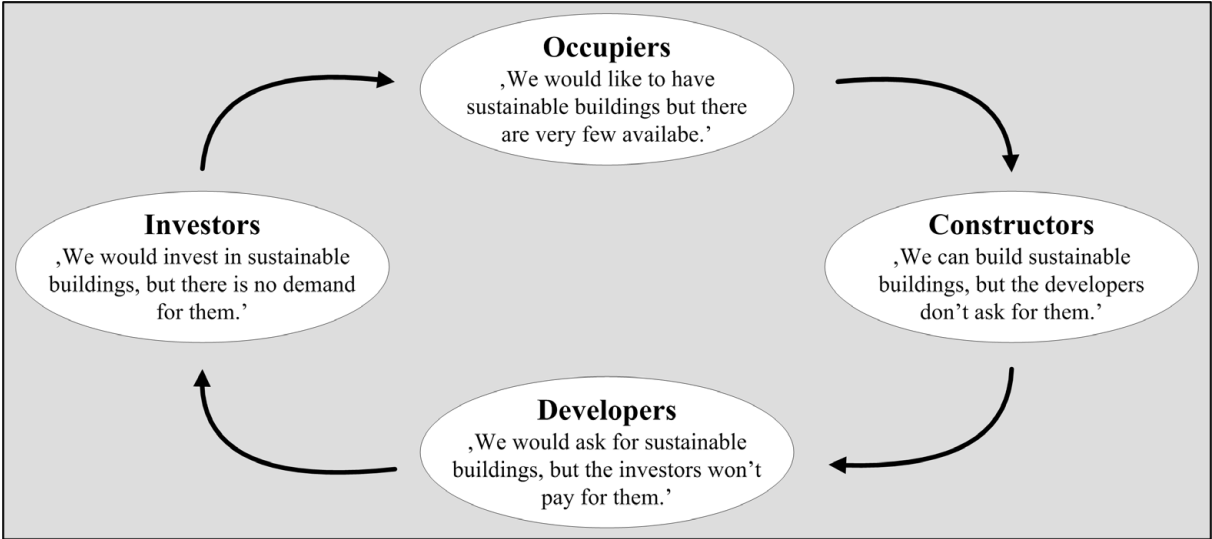 Occupiers
‚We would like to have
sustainable buildings but there
are very few availabe.’
Investors
‚We would invest in sustainable
buildings, but there is no demand
for them.’
Constructors
‚We can build sustainable
buildings, but the developers
don’t ask for them.’
Developers
‚We would ask for sustainable
buildings, but the investors won’t
pay for them.’